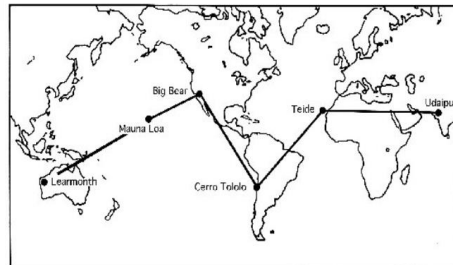 Big Bear
Mauna Loa
Learmonth
Cerro Tololo
Teide
Udaipu